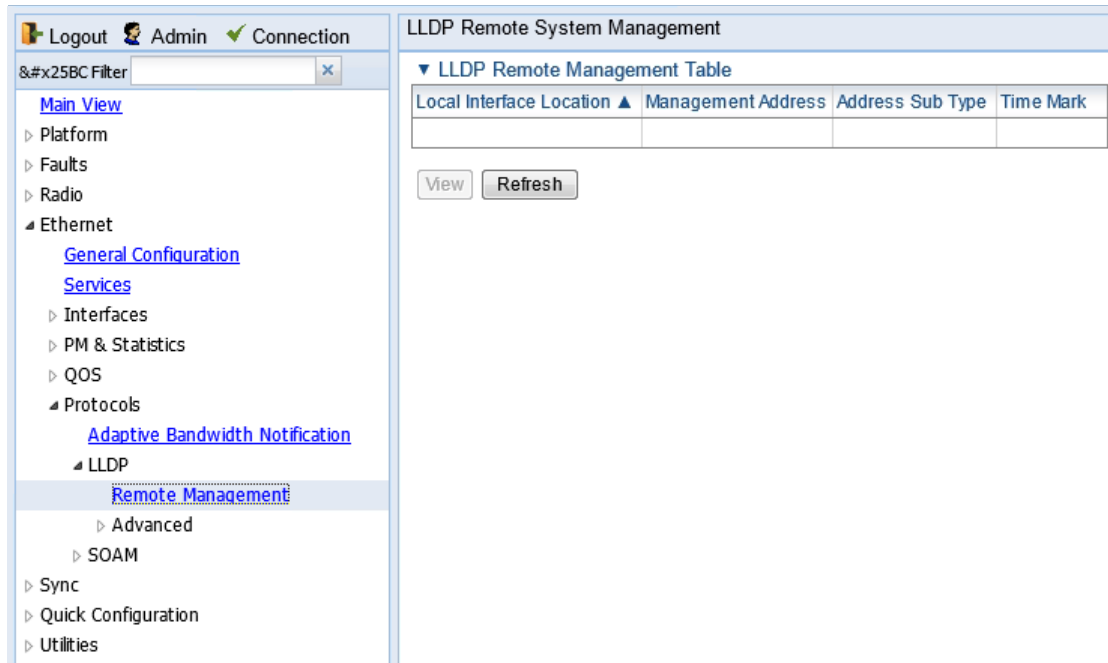 Logout Admin Connection
&#x25BC Filter
Main View
Platform
Faults
Radio
Ethernet
General Configuration
Services
Interfaces
PM & Statistics
QOS
Protocols
Adaptive Bandwidth Notification
LLDP
Remote Management
Advanced
SOAM
Sync
Quick Configuration
Utilities
LLDP Remote System Management
▼ LLDP Remote Management Table
Local Interface Location ▲ Management Address Address Sub Type Time Mark
View Refresh